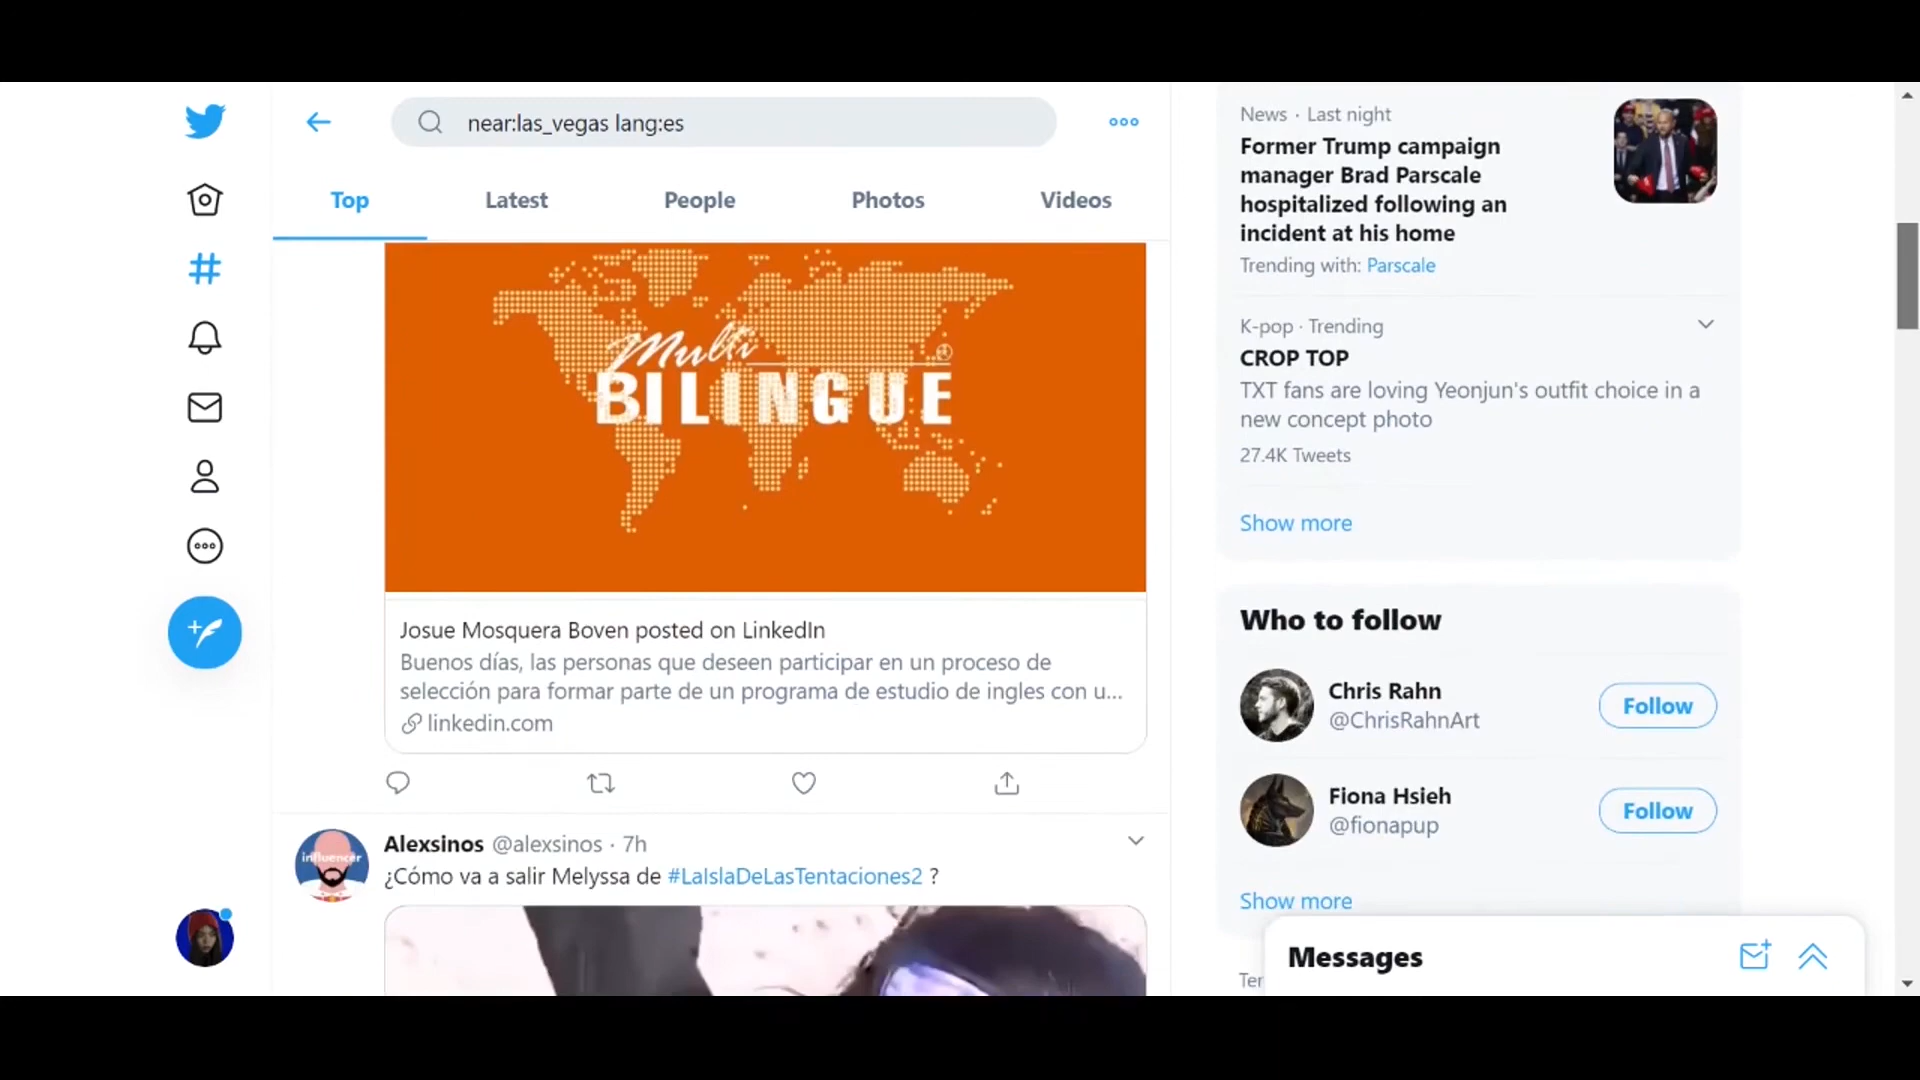 near:las_vegas lang:es
Top
Latest
People
Photos
Videos
Multi
BILINGUE
Josue Mosquera Boven posted on LinkedIn
Buenos días, las personas que deseen participar en un proceso de
selección para formar parte de un programa de estudio de ingles con u...
linkedin.com
influencer
Alexsinos @alexsinos · 7h
¿Cómo va a salir Melyssa de #LaIslaDeLasTentaciones2 ?
News · Last night
Former Trump campaign
manager Brad Parscale
hospitalized following an
incident at his home
Trending with: Parscale
K-pop · Trending
CROP TOP
TXT fans are loving Yeonjun's outfit choice in a
new concept photo
27.4K Tweets
Show more
Who to follow
Chris Rahn
@ChrisRahnArt
Follow
Fiona Hsieh
@fionapup
Follow
Show more
Messages